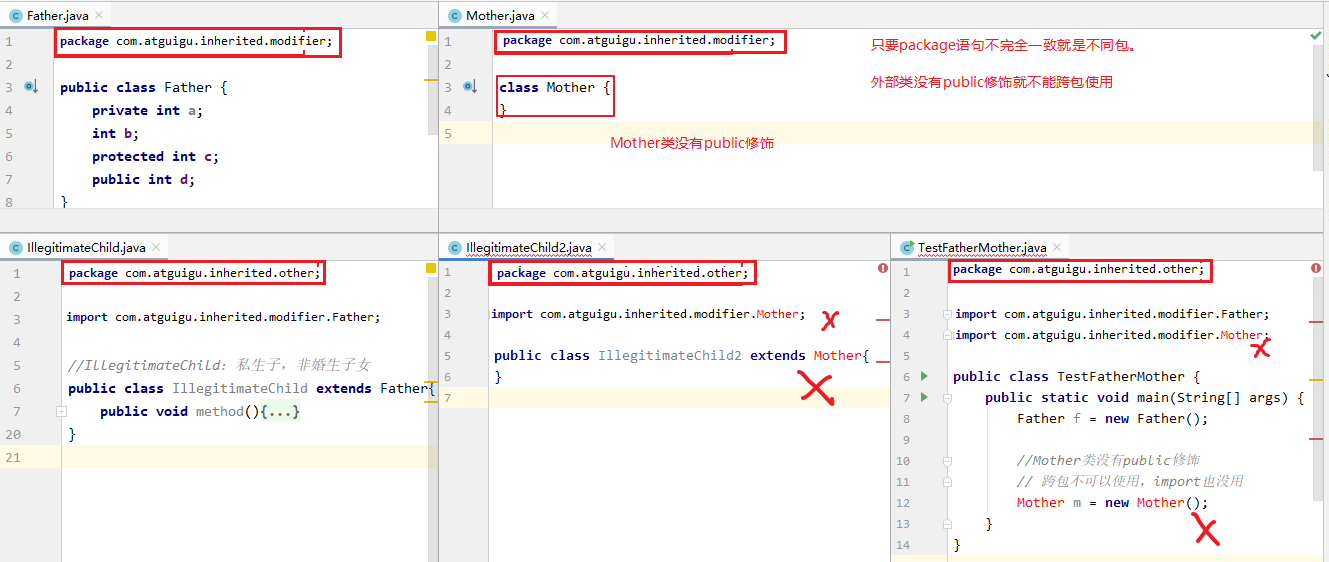 Father.java
1 package com.atguigu.inherited.modifier;
2
3 public class Father {
4 private int a;
5 int b;
6 protected int c;
7 public int d;
8 }
Mother.java
1 package com.atguigu.inherited.modifier;
2
3 class Mother {
4 }
5
只要package语句不完全一致就是不同包。
外部类没有public修饰就不能跨包使用
Mother类没有public修饰
IllegitimateChild.java
1 package com.atguigu.inherited.other;
2
3 import com.atguigu.inherited.modifier.Father;
4
5 //IllegitimateChild：私生子，非婚生子女
6 public class IllegitimateChild extends Father{
7 public void method(){...}
20 }
21
IllegitimateChild2.java
1 package com.atguigu.inherited.other;
2
3 import com.atguigu.inherited.modifier.Mother;
4
5 public class IllegitimateChild2 extends Mother{
6 }
7
TestFatherMother.java
1 package com.atguigu.inherited.other;
2
3 import com.atguigu.inherited.modifier.Father;
4 import com.atguigu.inherited.modifier.Mother;
5
6 public class TestFatherMother {
7 public static void main(String[] args) {
8 Father f = new Father();
9
10 //Mother类没有public修饰
11 // 跨包不可以使用，import也没用
12 Mother m = new Mother();
13 }
14 }